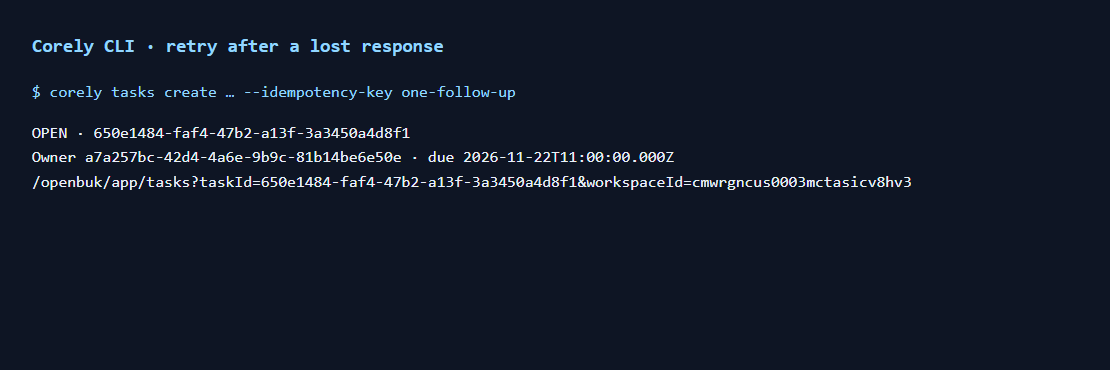 Corely CLI · retry after a lost response
$ corely tasks create … --idempotency-key one-follow-up
OPEN · 650e1484-faf4-47b2-a13f-3a3450a4d8f1
Owner a7a257bc-42d4-4a6e-9b9c-81b14be6e50e · due 2026-11-22T11:00:00.000Z
/openbuk/app/tasks?taskId=650e1484-faf4-47b2-a13f-3a3450a4d8f1&workspaceId=cmwrgncus0003mctasicv8hv3